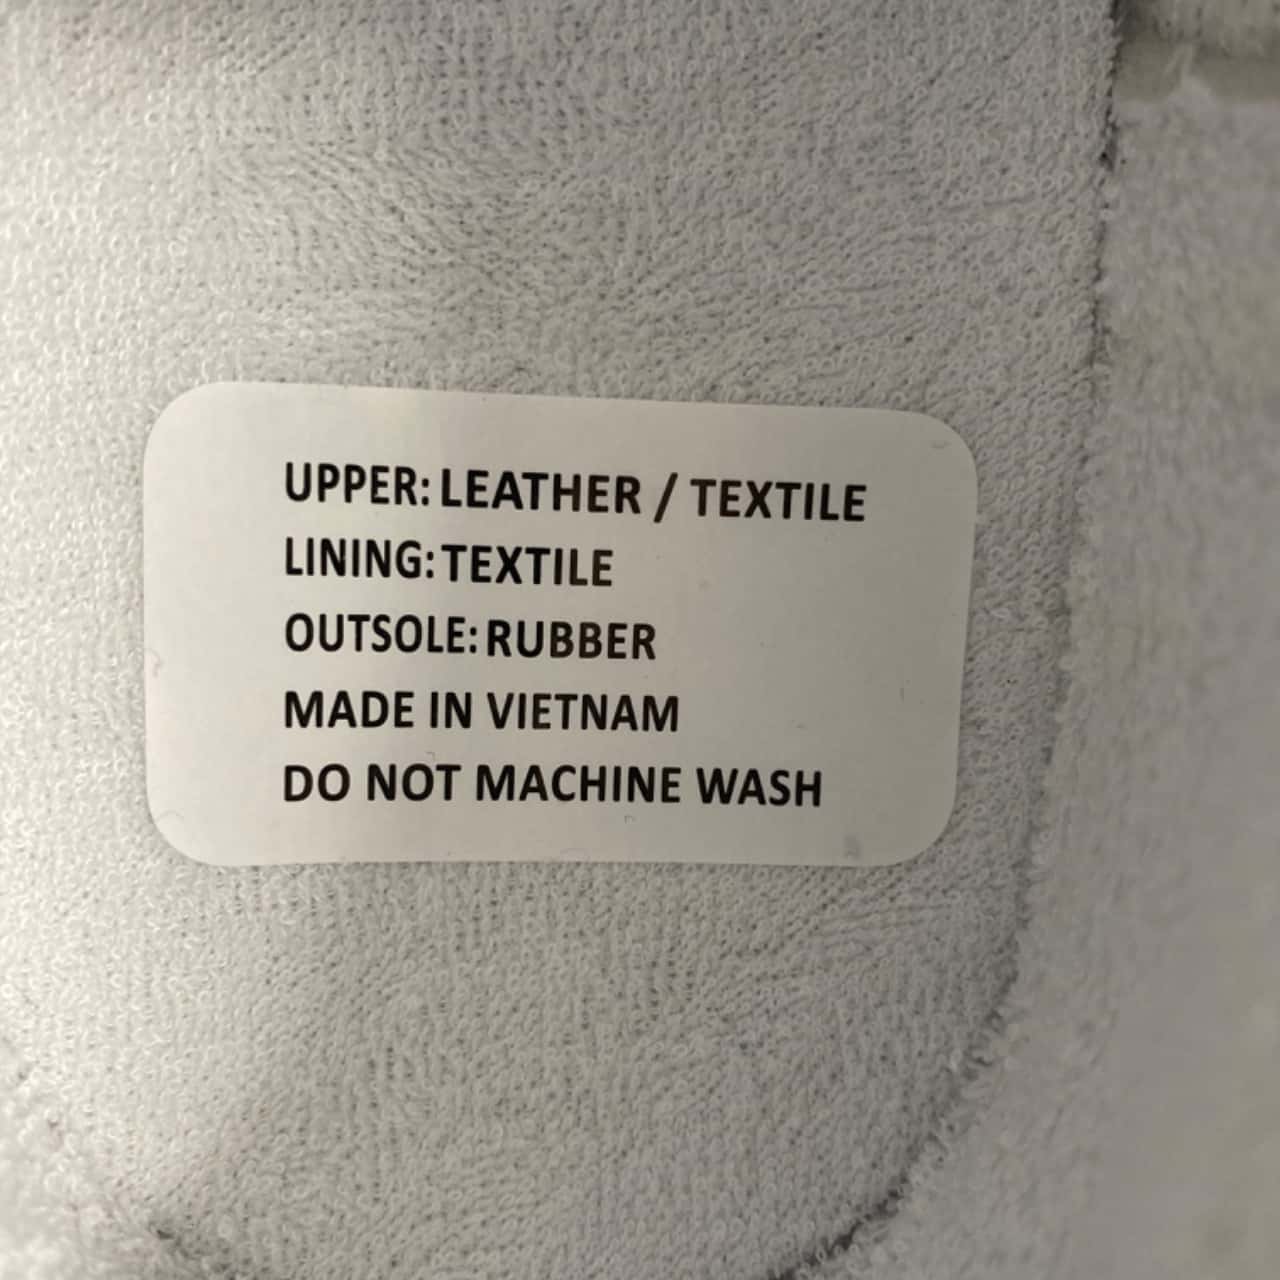 UPPER: LEATHER / TEXTILE
LINING: TEXTILE
OUTSOLE: RUBBER
MADE IN VIETNAM
DO NOT MACHINE WASH